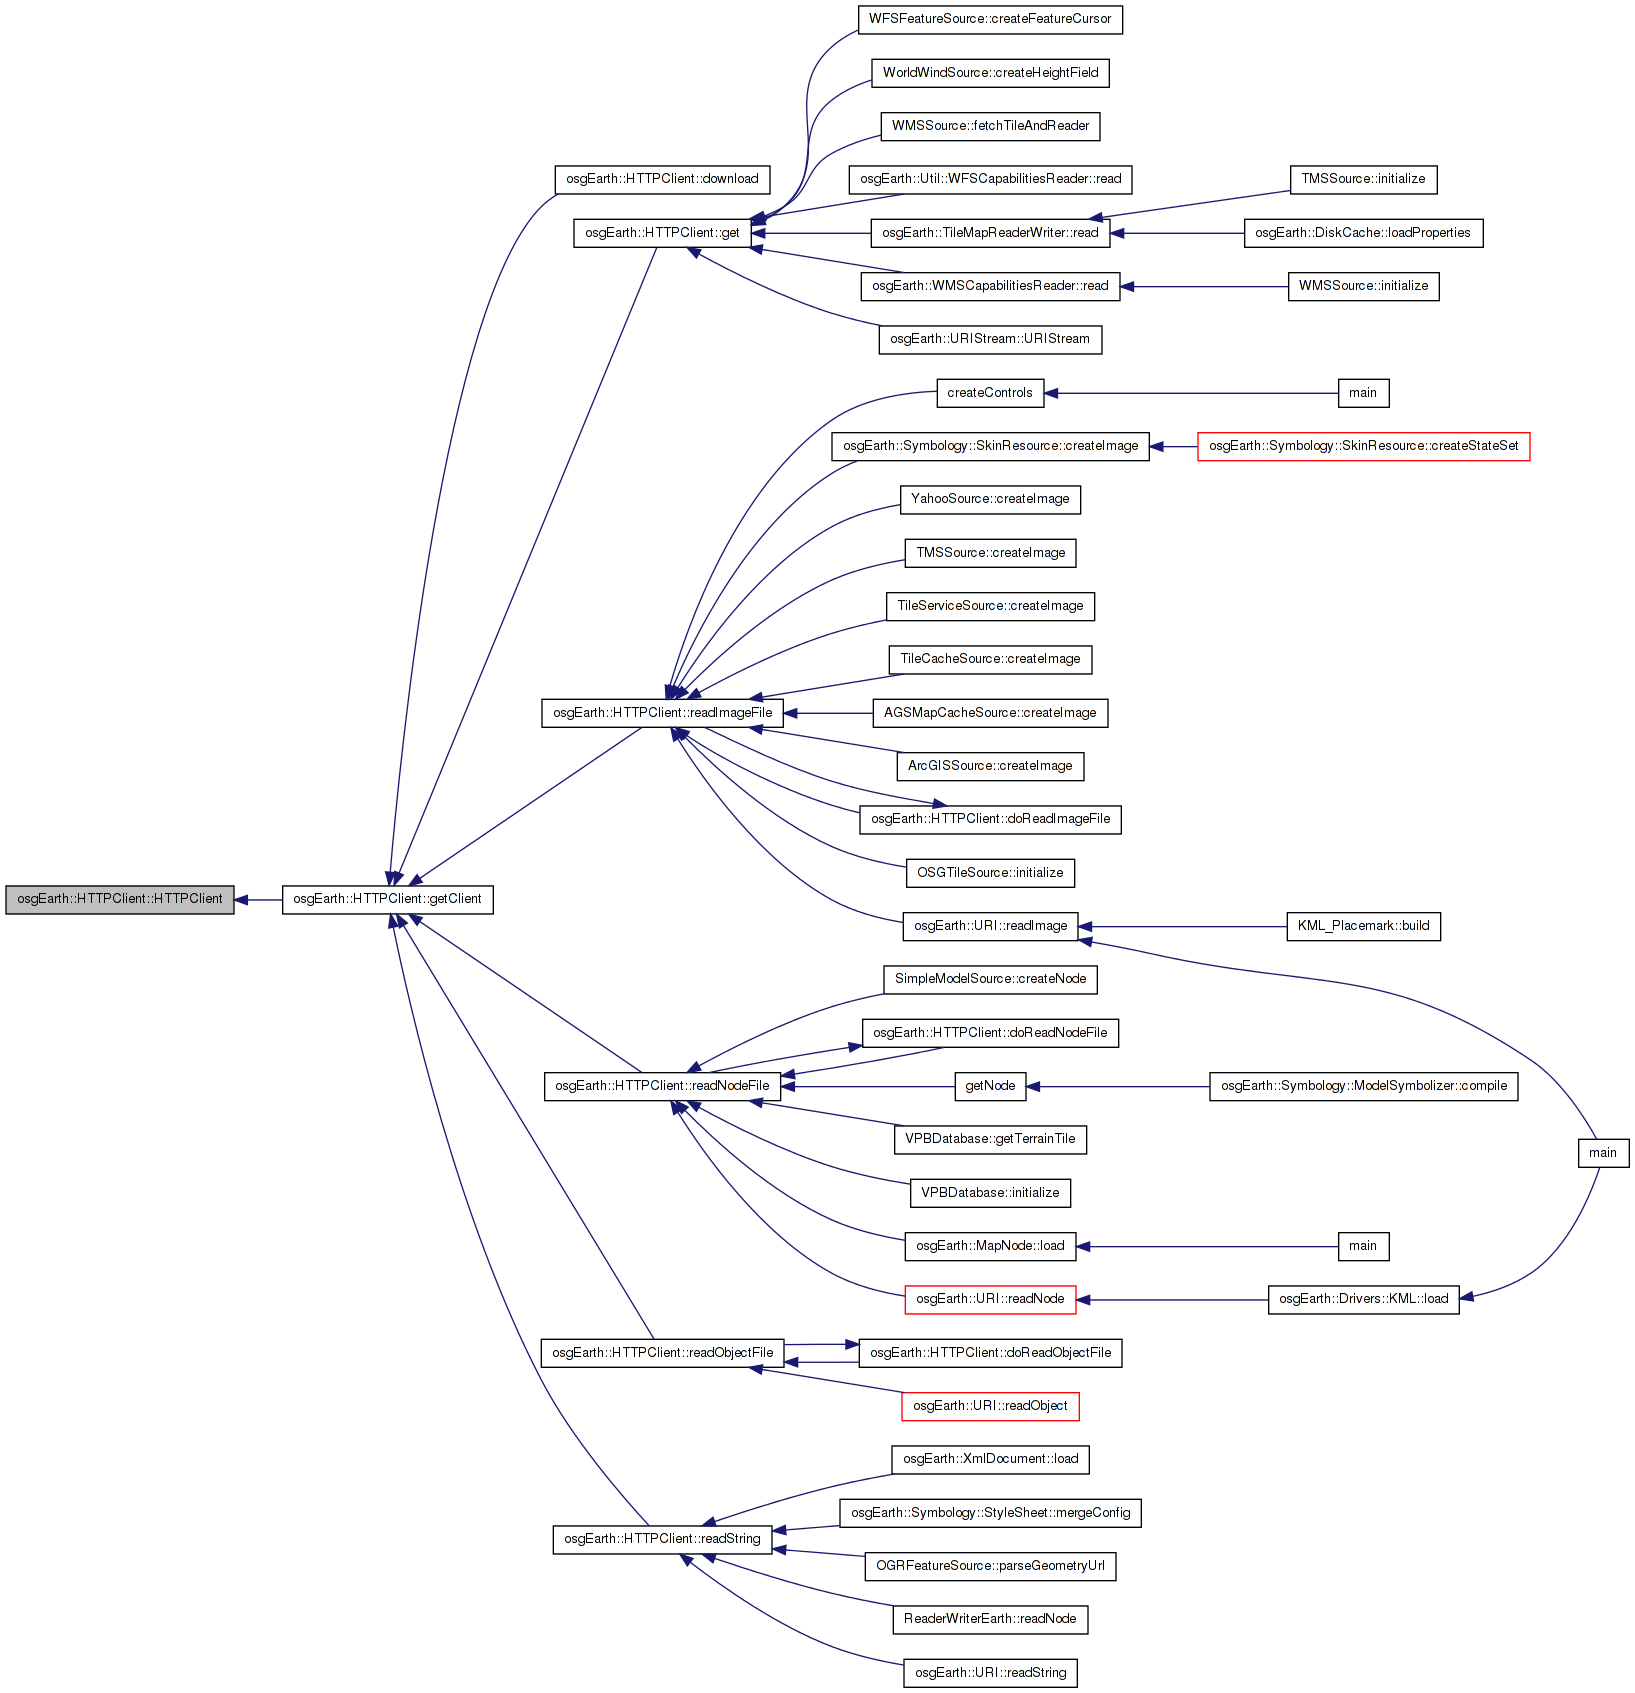 WFSFeatureSource::createFeatureCursor
WorldWindSource::createHeightField
WMSSource::fetchTileAndReader
osgEarth::HTTPClient::download
osgEarth::Util::WFSCapabilitiesReader::read
TMSSource::initialize
osgEarth::HTTPClient::get
osgEarth::TileMapReaderWriter::read
osgEarth::DiskCache::loadProperties
osgEarth::WMSCapabilitiesReader::read
WMSSource::initialize
osgEarth::URIStream::URIStream
createControls
main
osgEarth::Symbology::SkinResource::createImage
osgEarth::Symbology::SkinResource::createStateSet
YahooSource::createImage
TMSSource::createImage
TileServiceSource::createImage
TileCacheSource::createImage
osgEarth::HTTPClient::readImageFile
AGSMapCacheSource::createImage
ArcGISSource::createImage
osgEarth::HTTPClient::doReadImageFile
OSGTileSource::initialize
osgEarth::HTTPClient::HTTPClient
osgEarth::HTTPClient::getClient
osgEarth::URI::readImage
KML_Placemark::build
SimpleModelSource::createNode
osgEarth::HTTPClient::doReadNodeFile
osgEarth::HTTPClient::readNodeFile
getNode
osgEarth::Symbology::ModelSymbolizer::compile
VPBDatabase::getTerrainTile
main
VPBDatabase::initialize
osgEarth::MapNode::load
main
osgEarth::URI::readNode
osgEarth::Drivers::KML::load
osgEarth::HTTPClient::readObjectFile
osgEarth::HTTPClient::doReadObjectFile
osgEarth::URI::readObject
osgEarth::XmlDocument::load
osgEarth::Symbology::StyleSheet::mergeConfig
osgEarth::HTTPClient::readString
OGRFeatureSource::parseGeometryUrl
ReaderWriterEarth::readNode
osgEarth::URI::readString